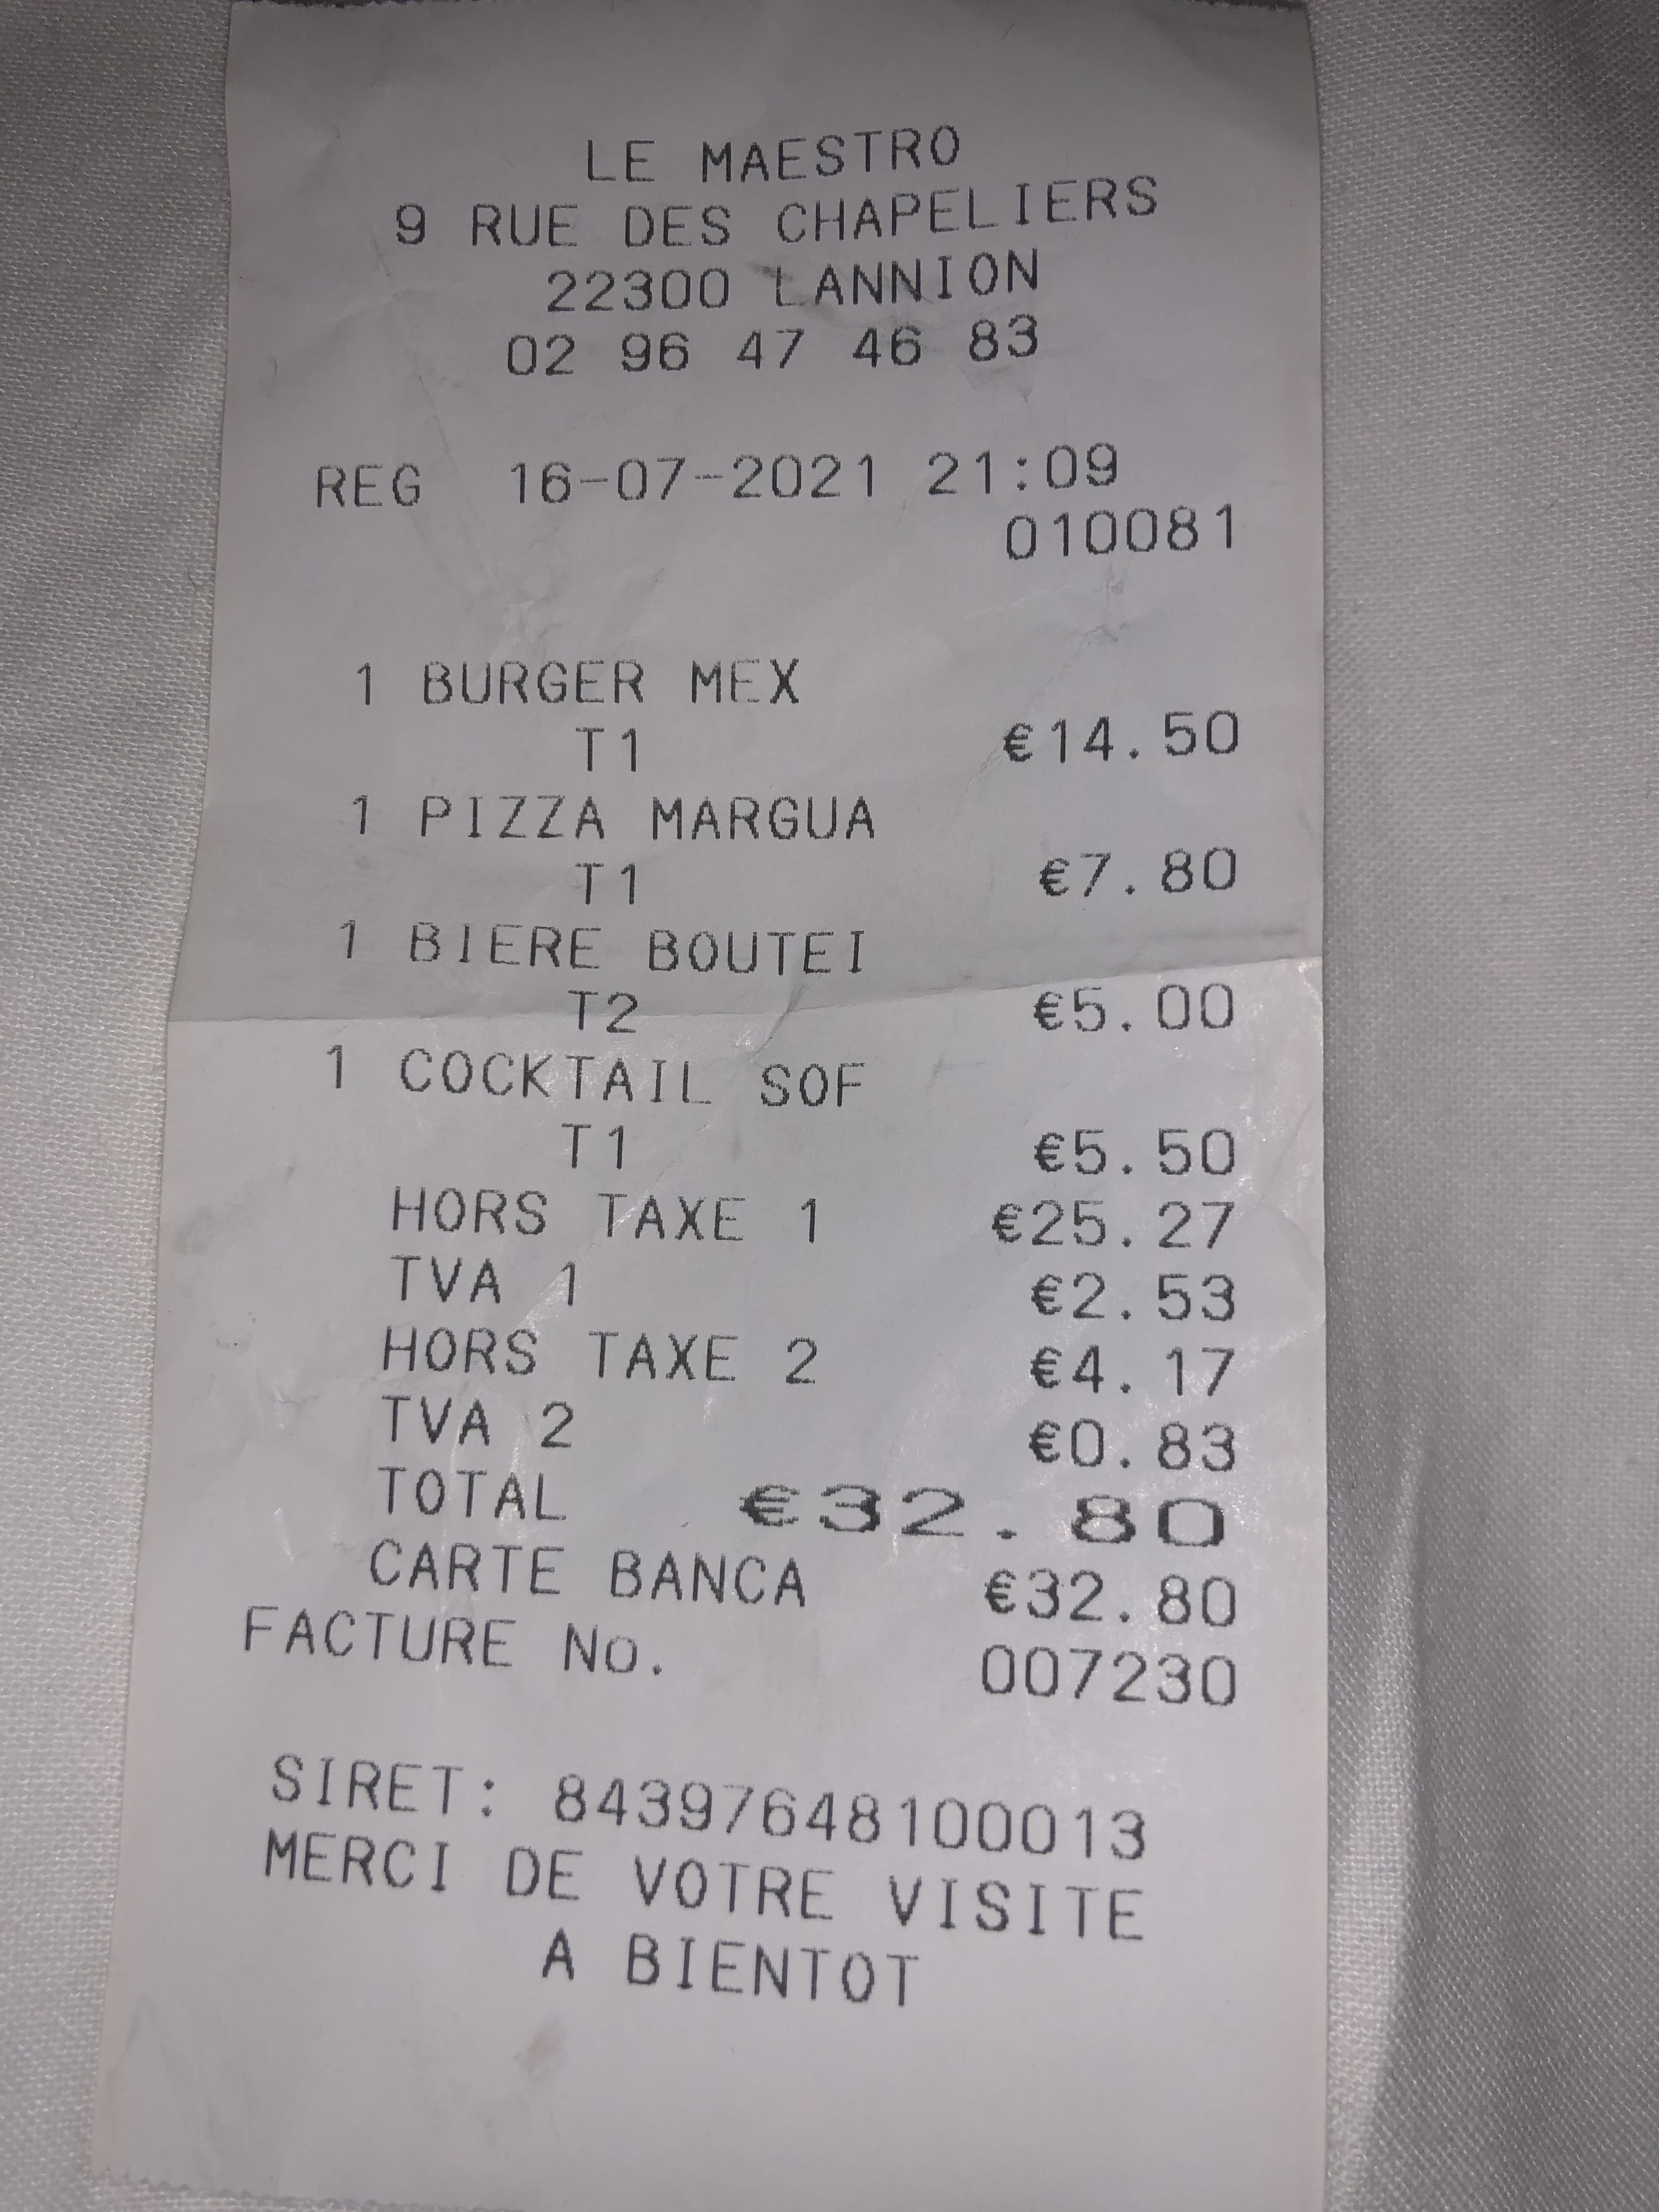 LE MAESTRO
9 RUE DES CHAPELIERS
22300 LANNION
02 96 47 46 83
REG 16-07-2021 21:09
010081
1 BURGER MEX
T1 €14.50
1 PIZZA MARGUA
T1 €7.80
1 BIERE BOUTEI
T2 €5.00
1 COCKTAIL SOF
T1 €5.50
HORS TAXE 1 €25.27
TVA 1 €2.53
HORS TAXE 2 €4.17
TVA 2 €0.83
TOTAL €32.80
CARTE BANCA €32.80
FACTURE No. 007230
SIRET: 84397648100013
MERCI DE VOTRE VISITE
A BIENTOT